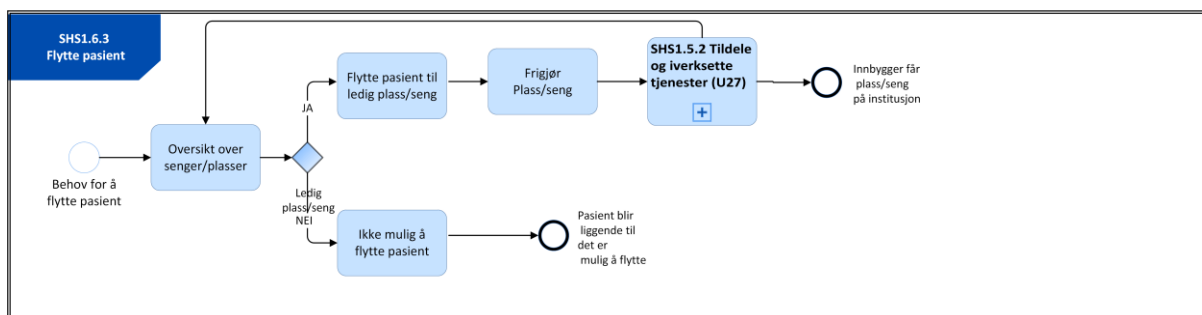 SHS1.6.3
Flytte pasient
Behov for å
flytte pasient
Oversikt over
senger/plasser
JA
Ledig
plass/seng
NEI
Flytte pasient til
ledig plass/seng
Frigjør
Plass/seng
SHS1.5.2 Tildele
og iverksette
tjenester (U27)
Innbygger får
plass/seng
på institusjon
Ikke mulig å
flytte pasient
Pasient blir
liggende til
det er
mulig å flytte